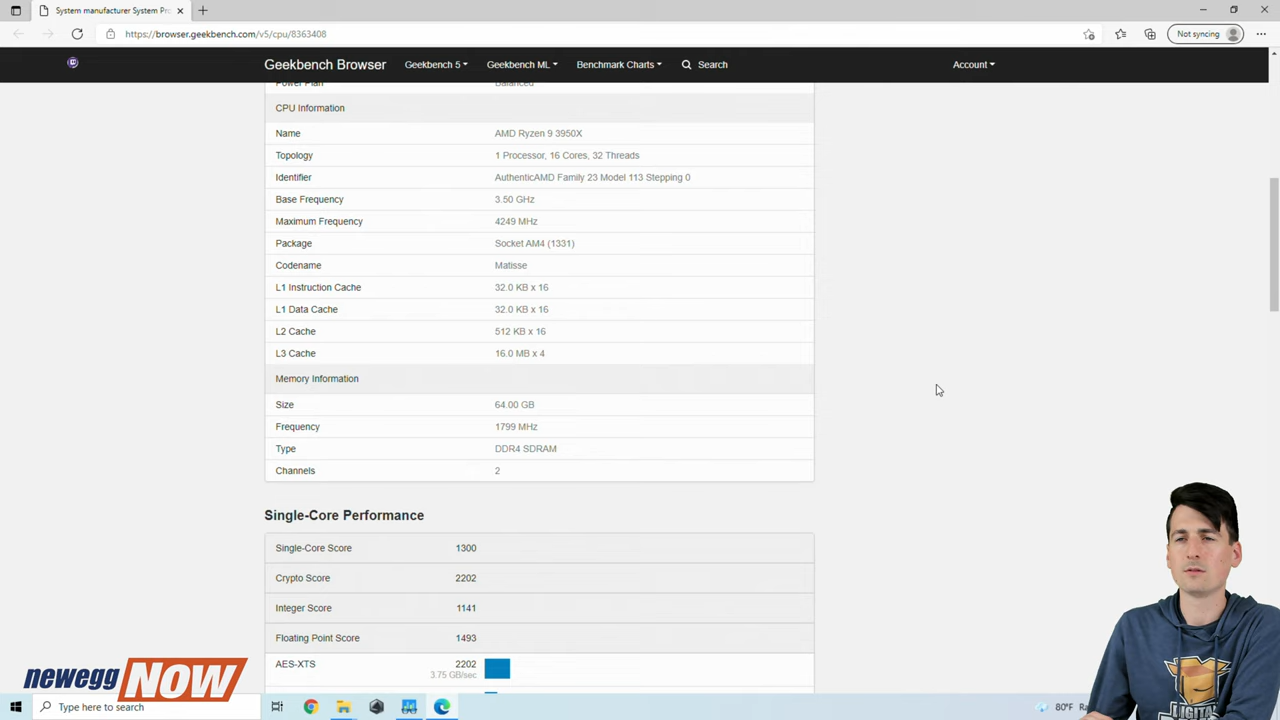 System manufacturer System Pro
https://browser.geekbench.com/v5/cpu/8363408
Not syncing
Geekbench Browser
Geekbench 5
Geekbench ML
Benchmark Charts
Search
Account
Power Plan Balanced
CPU Information
Name AMD Ryzen 9 3950X
Topology 1 Processor, 16 Cores, 32 Threads
Identifier AuthenticAMD Family 23 Model 113 Stepping 0
Base Frequency 3.50 GHz
Maximum Frequency 4249 MHz
Package Socket AM4 (1331)
Codename Matisse
L1 Instruction Cache 32.0 KB x 16
L1 Data Cache 32.0 KB x 16
L2 Cache 512 KB x 16
L3 Cache 16.0 MB x 4
Memory Information
Size 64.00 GB
Frequency 1799 MHz
Type DDR4 SDRAM
Channels 2
Single-Core Performance
Single-Core Score 1300
Crypto Score 2202
Integer Score 1141
Floating Point Score 1493
AES-XTS 2202
3.75 GB/sec
newegg NOW
DIGITAL
Type here to search
80°F Ra